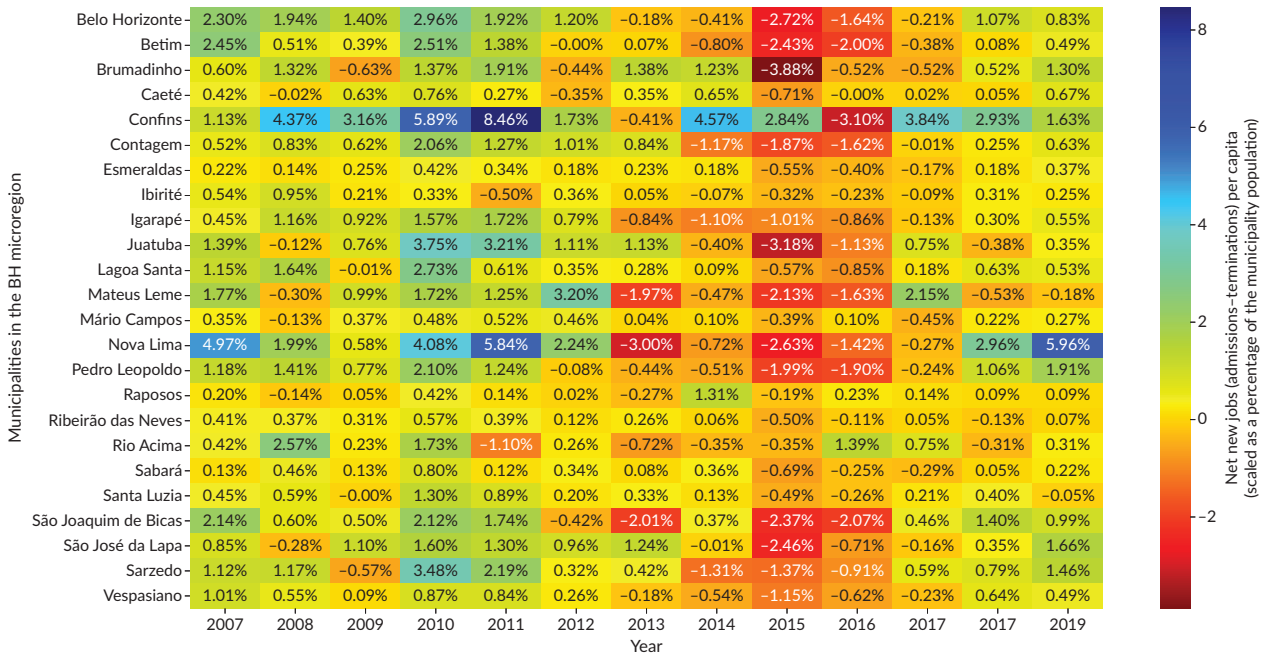 Municipalities in the BH microregion
Belo Horizonte 2.30% 1.94% 1.40% 2.96% 1.92% 1.20% −0.18% −0.41% −2.72% −1.64% −0.21% 1.07% 0.83%
Betim 2.45% 0.51% 0.39% 2.51% 1.38% −0.00% 0.07% −0.80% −2.43% −2.00% −0.38% 0.08% 0.49%
Brumadinho 0.60% 1.32% −0.63% 1.37% 1.91% −0.44% 1.38% 1.23% −3.88% −0.52% −0.52% 0.52% 1.30%
Caeté 0.42% −0.02% 0.63% 0.76% 0.27% −0.35% 0.35% 0.65% −0.71% −0.00% 0.02% 0.05% 0.67%
Confins 1.13% 4.37% 3.16% 5.89% 8.46% 1.73% −0.41% 4.57% 2.84% −3.10% 3.84% 2.93% 1.63%
Contagem 0.52% 0.83% 0.62% 2.06% 1.27% 1.01% 0.84% −1.17% −1.87% −1.62% −0.01% 0.25% 0.63%
Esmeraldas 0.22% 0.14% 0.25% 0.42% 0.34% 0.18% 0.23% 0.18% −0.55% −0.40% −0.17% 0.18% 0.37%
Ibirité 0.54% 0.95% 0.21% 0.33% −0.50% 0.36% 0.05% −0.07% −0.32% −0.23% −0.09% 0.31% 0.25%
Igarapé 0.45% 1.16% 0.92% 1.57% 1.72% 0.79% −0.84% −1.10% −1.01% −0.86% −0.13% 0.30% 0.55%
Juatuba 1.39% −0.12% 0.76% 3.75% 3.21% 1.11% 1.13% −0.40% −3.18% −1.13% 0.75% −0.38% 0.35%
Lagoa Santa 1.15% 1.64% −0.01% 2.73% 0.61% 0.35% 0.28% 0.09% −0.57% −0.85% 0.18% 0.63% 0.53%
Mateus Leme 1.77% −0.30% 0.99% 1.72% 1.25% 3.20% −1.97% −0.47% −2.13% −1.63% 2.15% −0.53% −0.18%
Mário Campos 0.35% −0.13% 0.37% 0.48% 0.52% 0.46% 0.04% 0.10% −0.39% 0.10% −0.45% 0.22% 0.27%
Nova Lima 4.97% 1.99% 0.58% 4.08% 5.84% 2.24% −3.00% −0.72% −2.63% −1.42% −0.27% 2.96% 5.96%
Pedro Leopoldo 1.18% 1.41% 0.77% 2.10% 1.24% −0.08% −0.44% −0.51% −1.99% −1.90% −0.24% 1.06% 1.91%
Raposos 0.20% −0.14% 0.05% 0.42% 0.14% 0.02% −0.27% 1.31% −0.19% 0.23% 0.14% 0.09% 0.09%
Ribeirão das Neves 0.41% 0.37% 0.31% 0.57% 0.39% 0.12% 0.26% 0.06% −0.50% −0.11% 0.05% −0.13% 0.07%
Rio Acima 0.42% 2.57% 0.23% 1.73% −1.10% 0.26% −0.72% −0.35% −0.35% 1.39% 0.75% −0.31% 0.31%
Sabará 0.13% 0.46% 0.13% 0.80% 0.12% 0.34% 0.08% 0.36% −0.69% −0.25% −0.29% 0.05% 0.22%
Santa Luzia 0.45% 0.59% −0.00% 1.30% 0.89% 0.20% 0.33% 0.13% −0.49% −0.26% 0.21% 0.40% −0.05%
São Joaquim de Bicas 2.14% 0.60% 0.50% 2.12% 1.74% −0.42% −2.01% 0.37% −2.37% −2.07% 0.46% 1.40% 0.99%
São José da Lapa 0.85% −0.28% 1.10% 1.60% 1.30% 0.96% 1.24% −0.01% −2.46% −0.71% −0.16% 0.35% 1.66%
Sarzedo 1.12% 1.17% −0.57% 3.48% 2.19% 0.32% 0.42% −1.31% −1.37% −0.91% 0.59% 0.79% 1.46%
Vespasiano 1.01% 0.55% 0.09% 0.87% 0.84% 0.26% −0.18% −0.54% −1.15% −0.62% −0.23% 0.64% 0.49%
2007 2008 2009 2010 2011 2012 2013 2014 2015 2016 2017 2017 2019
Year
8
6
4
2
0
−2
Net new jobs (admissions–terminations) per capita
(scaled as a percentage of the municipality population)